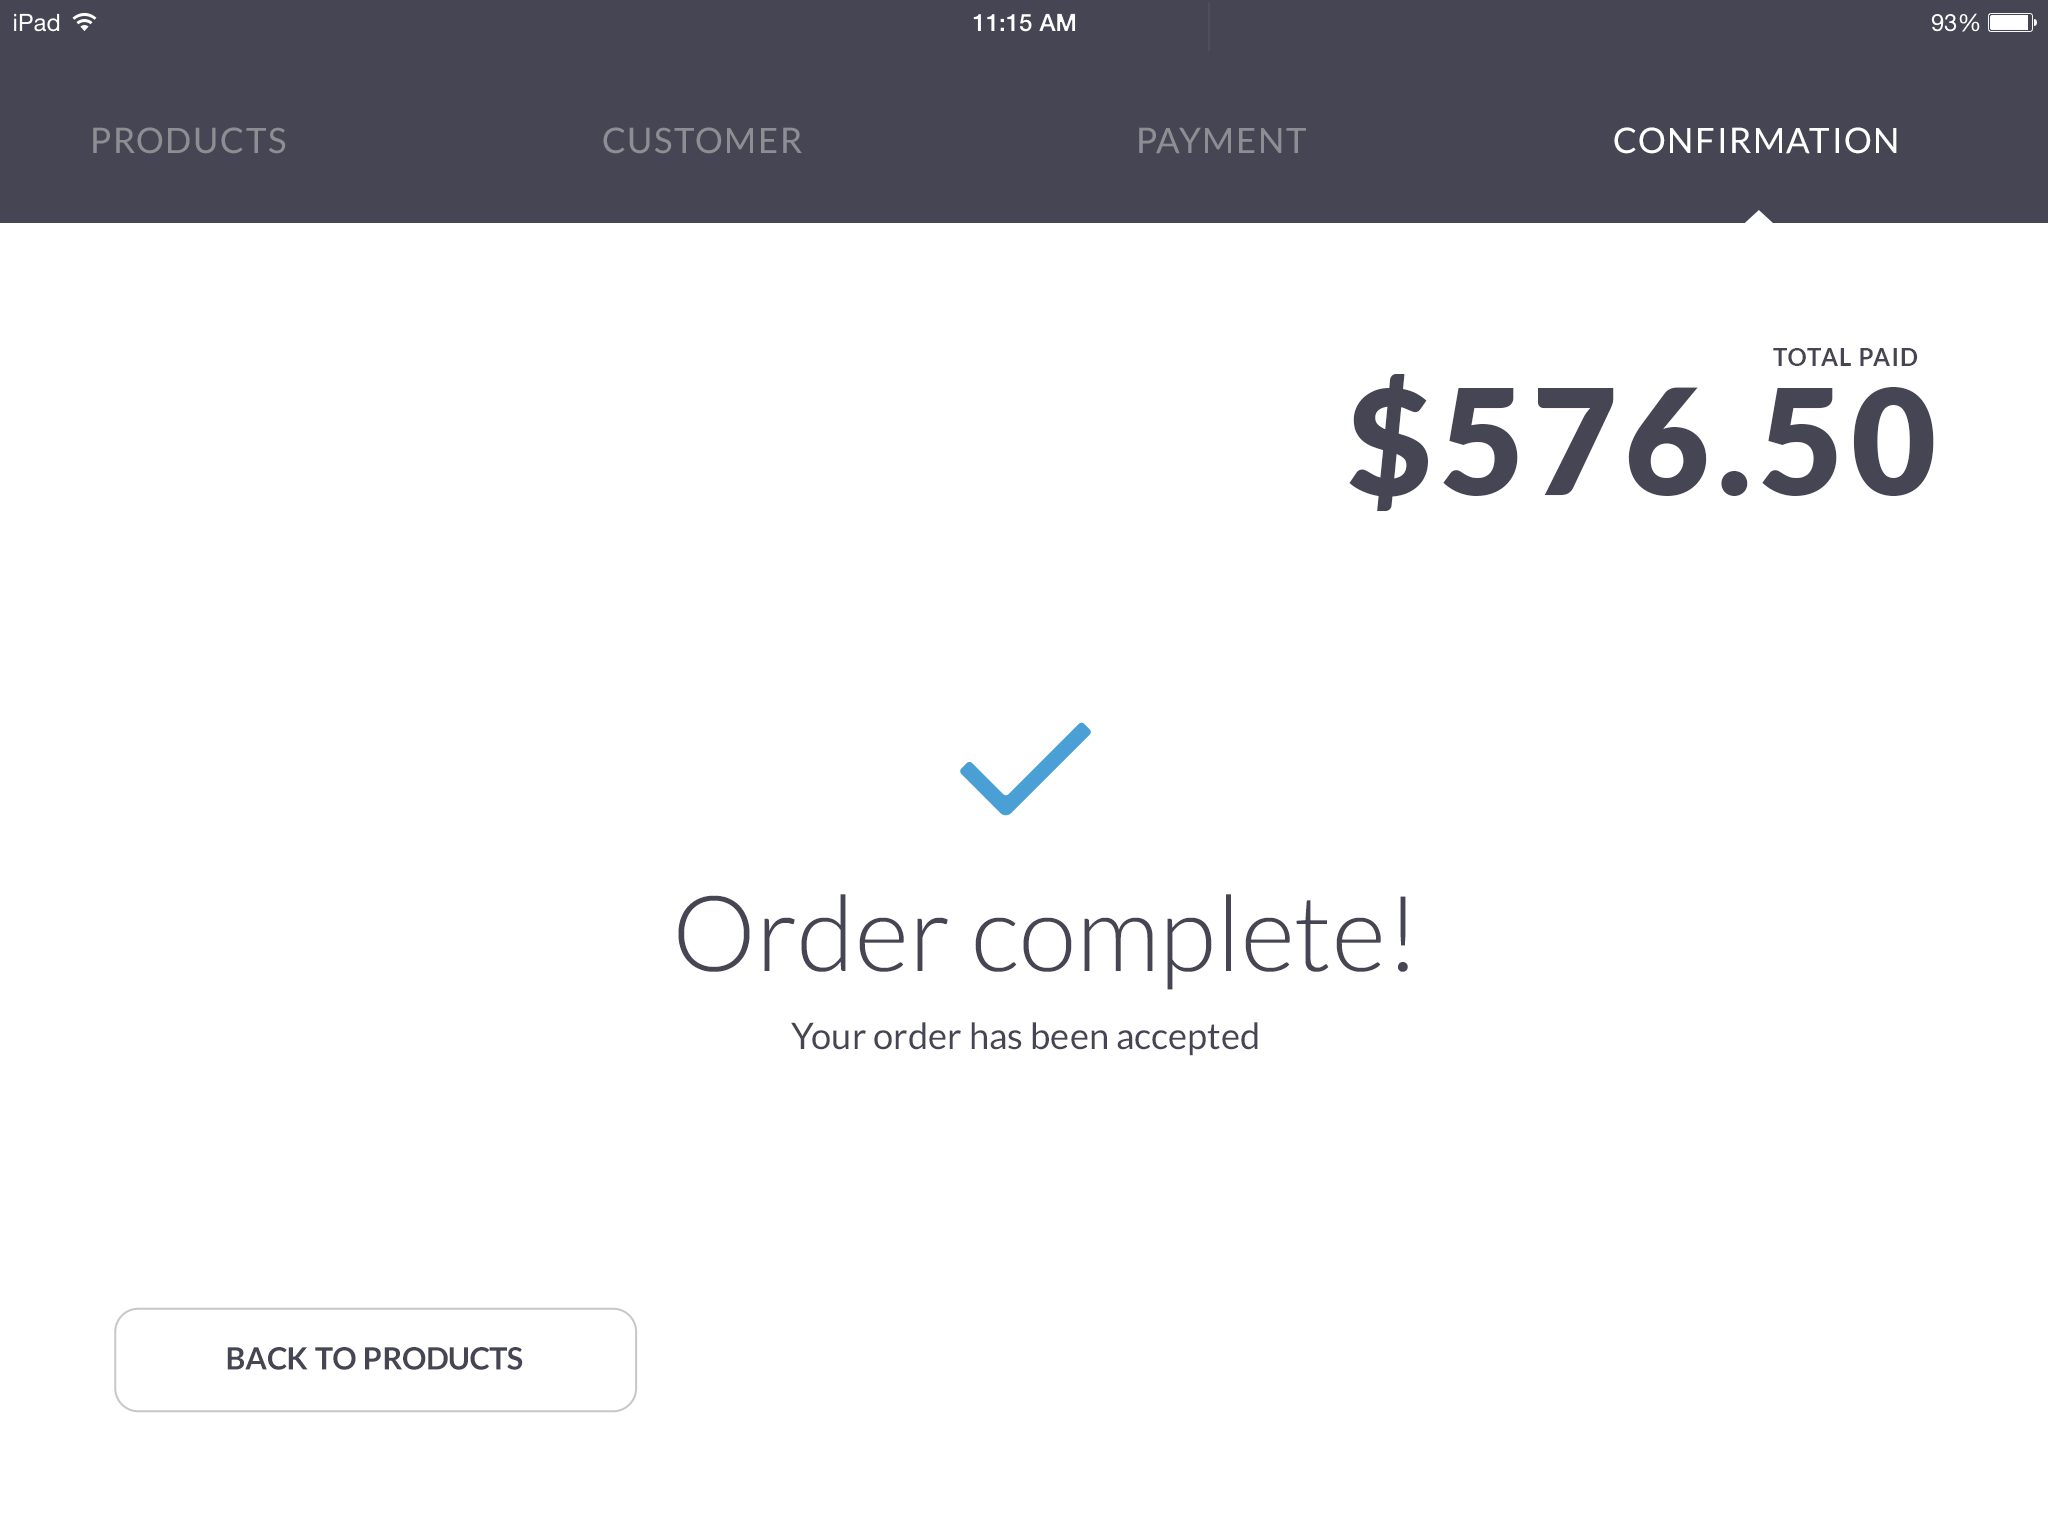 iPad 11:15 AM 93%
PRODUCTS CUSTOMER PAYMENT CONFIRMATION
TOTAL PAID
$576.50
Order complete!
Your order has been accepted
BACK TO PRODUCTS